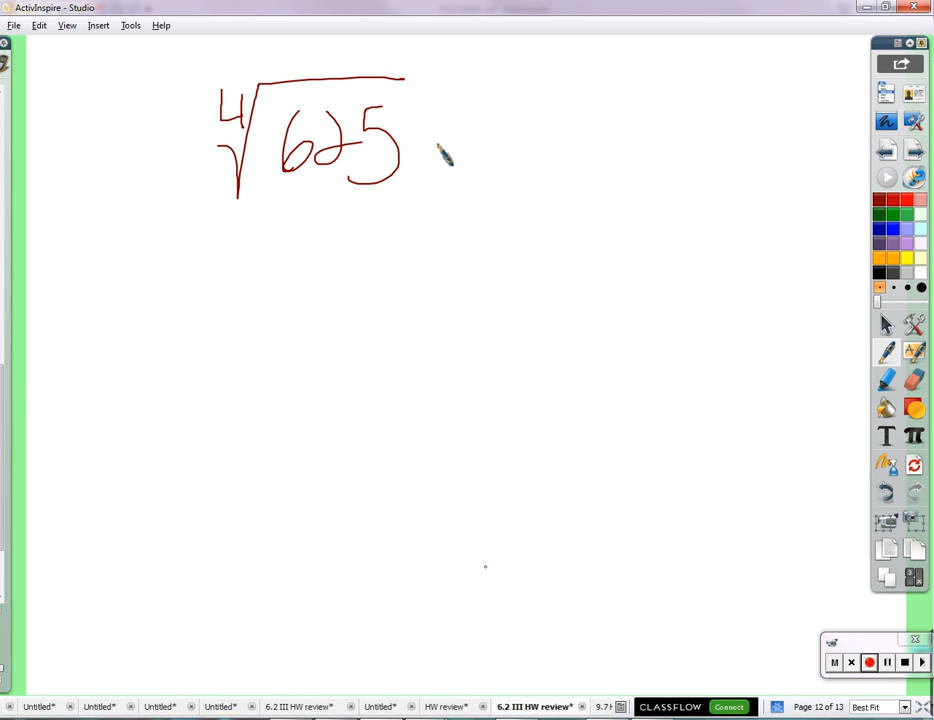 ActivInspire - Studio
File Edit View Insert Tools Help
4√625
M
Untitled* Untitled* Untitled* Untitled* 6.2 III HW review* Untitled* HW review* 6.2 III HW review* 9.7 CLASSFLOW Connect Page 12 of 13 Best Fit